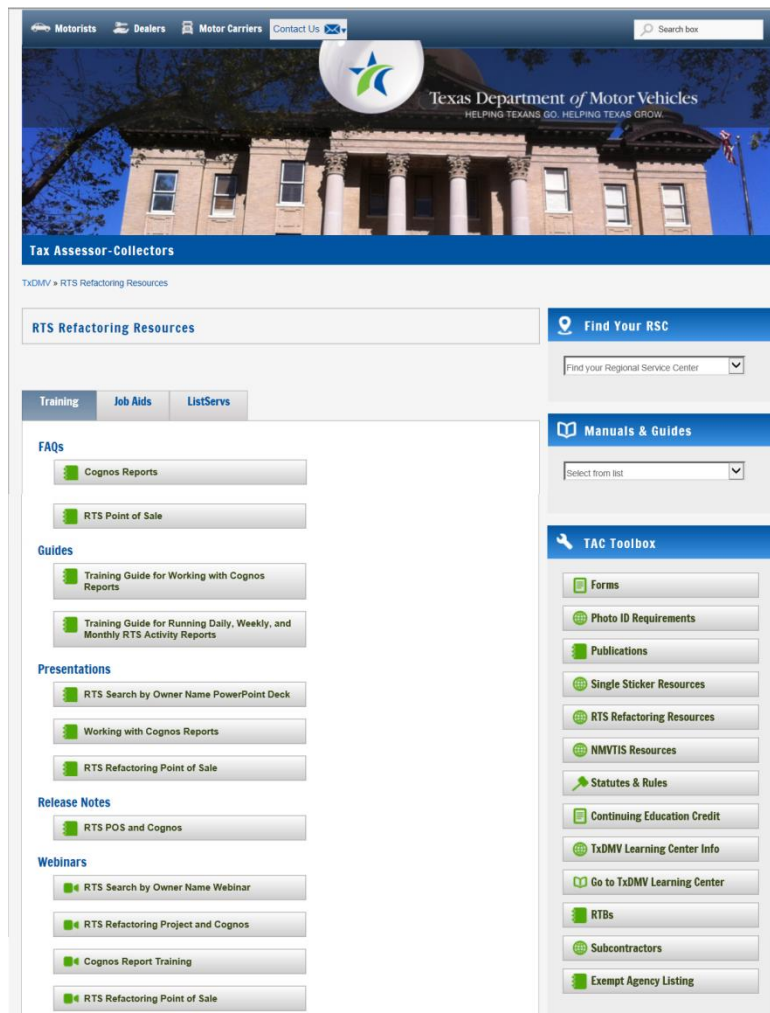 Motorists
Dealers
Motor Carriers
Contact Us
Search box
Texas Department of Motor Vehicles
HELPING TEXANS GO. HELPING TEXAS GROW.
Tax Assessor-Collectors
TxDMV » RTS Refactoring Resources
RTS Refactoring Resources
Training
Job Aids
ListServs
FAQs
Cognos Reports
RTS Point of Sale
Guides
Training Guide for Working with Cognos
Reports
Training Guide for Running Daily, Weekly, and
Monthly RTS Activity Reports
Presentations
RTS Search by Owner Name PowerPoint Deck
Working with Cognos Reports
RTS Refactoring Point of Sale
Release Notes
RTS POS and Cognos
Webinars
RTS Search by Owner Name Webinar
RTS Refactoring Project and Cognos
Cognos Report Training
RTS Refactoring Point of Sale
Find Your RSC
Find your Regional Service Center
Manuals & Guides
Select from list
TAC Toolbox
Forms
Photo ID Requirements
Publications
Single Sticker Resources
RTS Refactoring Resources
NMVTIS Resources
Statutes & Rules
Continuing Education Credit
TxDMV Learning Center Info
Go to TxDMV Learning Center
RTBs
Subcontractors
Exempt Agency Listing